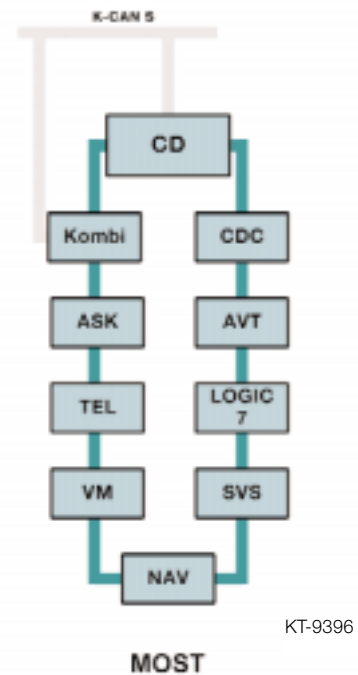 K-CAN S
CD
Kombi
CDC
ASK
AVT
TEL
LOGIC
7
VM
SVS
NAV
KT-9396
MOST